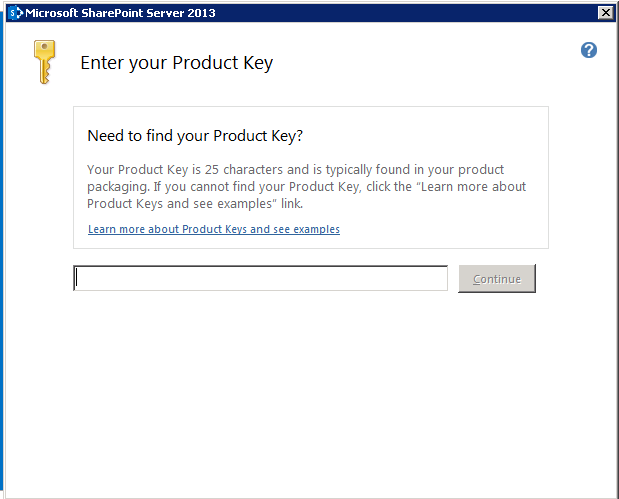 Microsoft SharePoint Server 2013
Enter your Product Key
Need to find your Product Key?
Your Product Key is 25 characters and is typically found in your product
packaging. If you cannot find your Product Key, click the “Learn more about
Product Keys and see examples” link.
Learn more about Product Keys and see examples
Continue